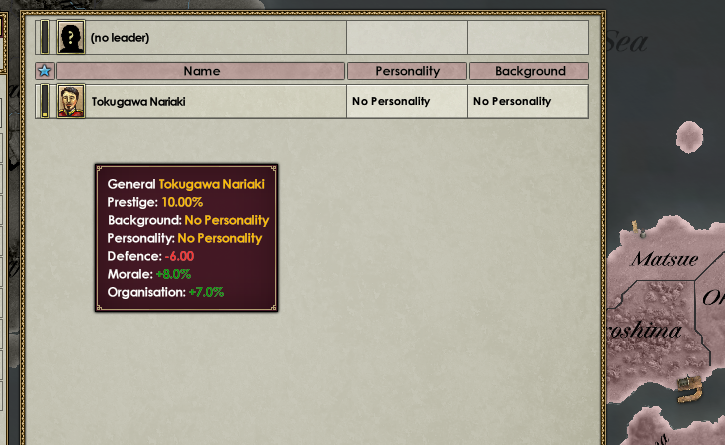 Sea
(no leader)
Name
Personality
Background
Tokugawa Nariaki
No Personality
No Personality
General Tokugawa Nariaki
Prestige: 10.00%
Background: No Personality
Personality: No Personality
Defence: -6.00
Morale: +8.0%
Organisation: +7.0%
Matsue
roshima